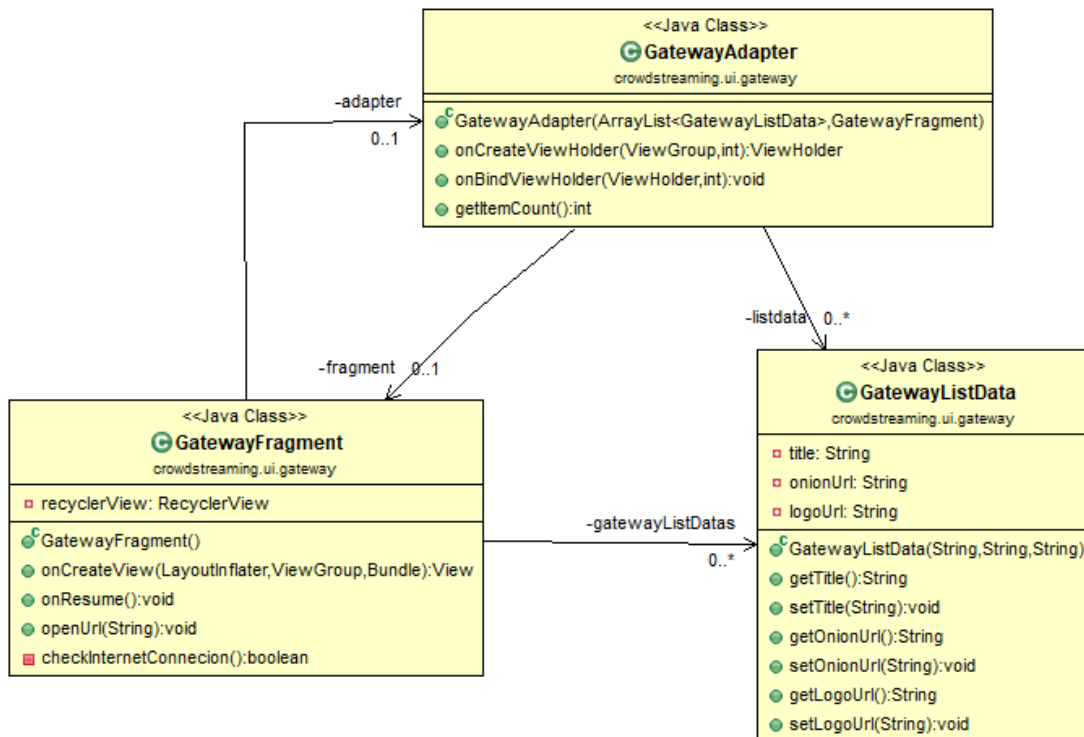 <<Java Class>>
GatewayAdapter
crowdstreaming.ui.gateway
GatewayAdapter(ArrayList<GatewayListData>,GatewayFragment)
onCreateViewHolder(ViewGroup,int):ViewHolder
onBindViewHolder(ViewHolder,int):void
getItemCount():int
-adapter
0..1
-fragment
0..1
-listdata
0..*
<<Java Class>>
GatewayFragment
crowdstreaming.ui.gateway
recyclerView: RecyclerView
GatewayFragment()
onCreateView(LayoutInflater,ViewGroup,Bundle):View
onResume():void
openUrl(String):void
checkInternetConnecion():boolean
-gatewayListDatas
0..*
<<Java Class>>
GatewayListData
crowdstreaming.ui.gateway
title: String
onionUrl: String
logoUrl: String
GatewayListData(String,String,String)
getTitle():String
setTitle(String):void
getOnionUrl():String
setOnionUrl(String):void
getLogoUrl():String
setLogoUrl(String):void